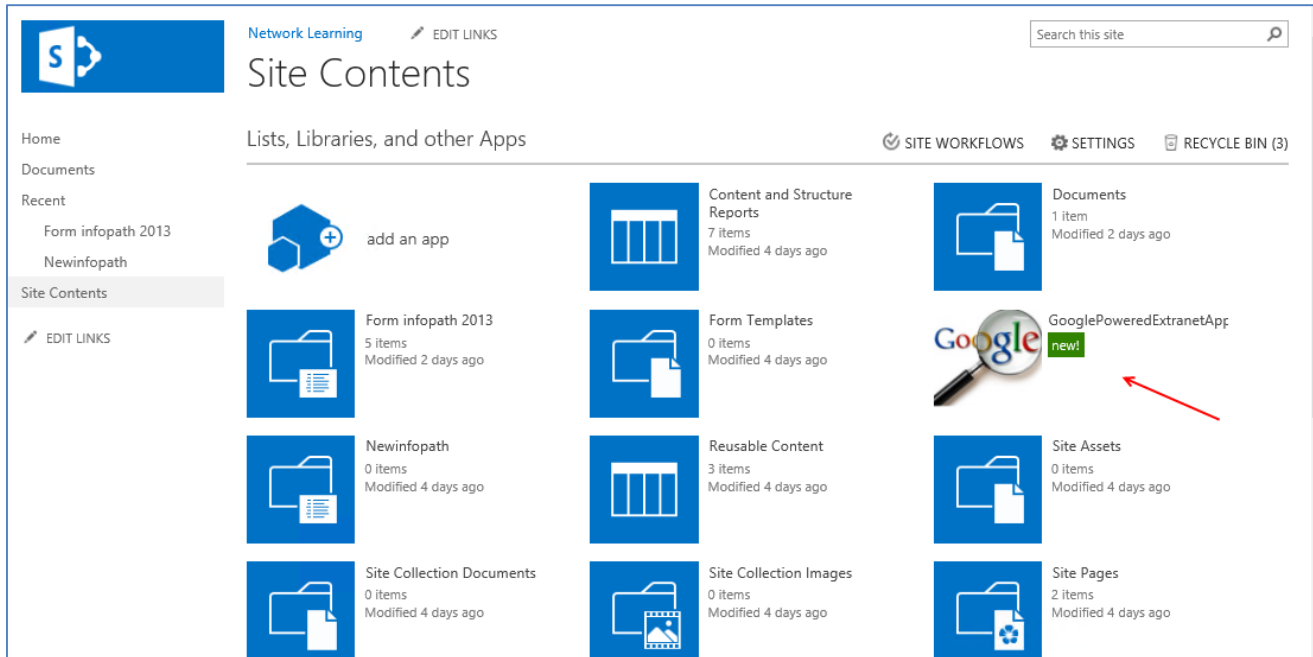 S
Network Learning
EDIT LINKS
Search this site
Site Contents
Home
Documents
Recent
Form infopath 2013
Newinfopath
Site Contents
EDIT LINKS
Lists, Libraries, and other Apps
SITE WORKFLOWS
SETTINGS
RECYCLE BIN (3)
add an app
Content and Structure
Reports
7 items
Modified 4 days ago
Documents
1 item
Modified 2 days ago
Form infopath 2013
5 items
Modified 2 days ago
Form Templates
0 items
Modified 4 days ago
Google
GooglePoweredExtranetApp
new!
Newinfopath
0 items
Modified 4 days ago
Reusable Content
3 items
Modified 4 days ago
Site Assets
0 items
Modified 4 days ago
Site Collection Documents
0 items
Modified 4 days ago
Site Collection Images
0 items
Modified 4 days ago
Site Pages
2 items
Modified 4 days ago